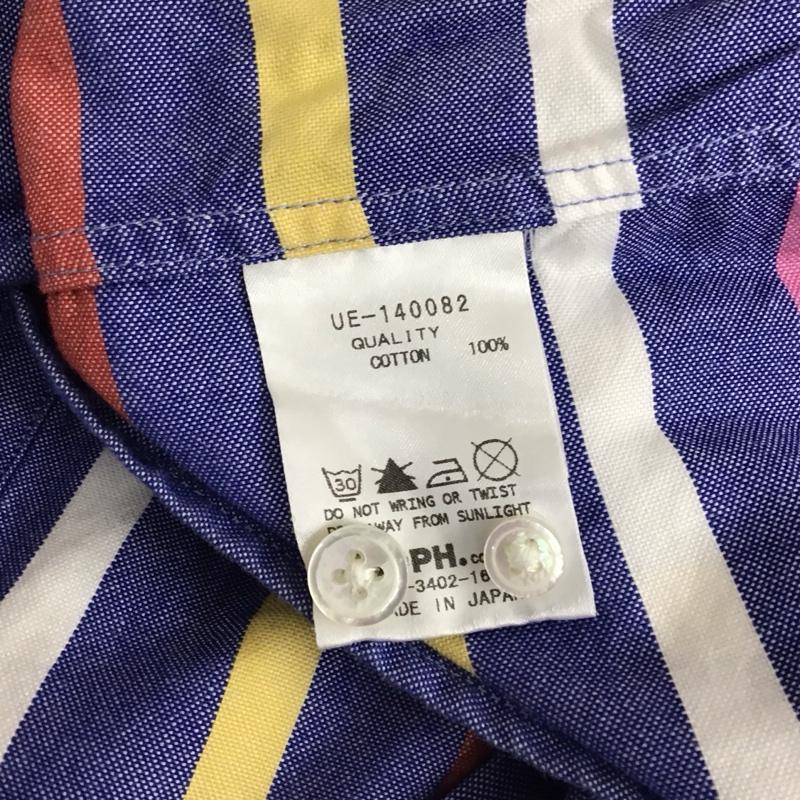 UE-140082
QUALITY
COTTON 100%
30
DO NOT WRING OR TWIST
AWAY FROM SUNLIGHT
PH.
-3402-16
IN JAPAN